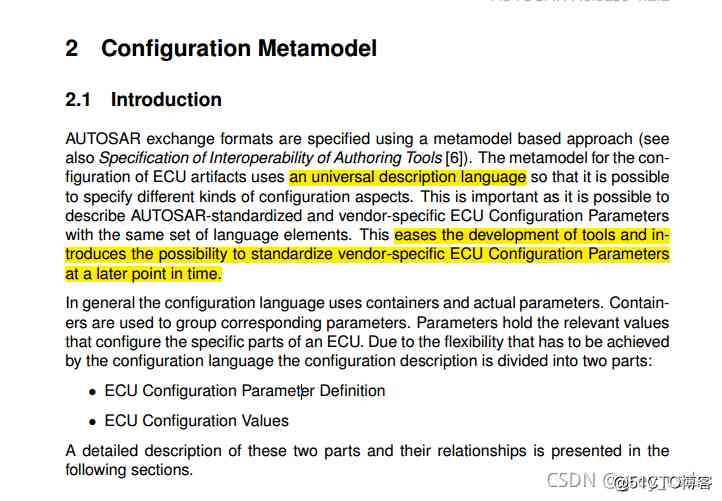 2 Configuration Metamodel
2.1 Introduction
AUTOSAR exchange formats are specified using a metamodel based approach (see
also Specification of Interoperability of Authoring Tools [6]). The metamodel for the con-
figuration of ECU artifacts uses an universal description language so that it is possible
to specify different kinds of configuration aspects. This is important as it is possible to
describe AUTOSAR-standardized and vendor-specific ECU Configuration Parameters
with the same set of language elements. This eases the development of tools and in-
troduces the possibility to standardize vendor-specific ECU Configuration Parameters
at a later point in time.
In general the configuration language uses containers and actual parameters. Contain-
ers are used to group corresponding parameters. Parameters hold the relevant values
that configure the specific parts of an ECU. Due to the flexibility that has to be achieved
by the configuration language the configuration description is divided into two parts:
• ECU Configuration Parameter Definition
• ECU Configuration Values
A detailed description of these two parts and their relationships is presented in the
following sections.
CSDN
@51CTO博客